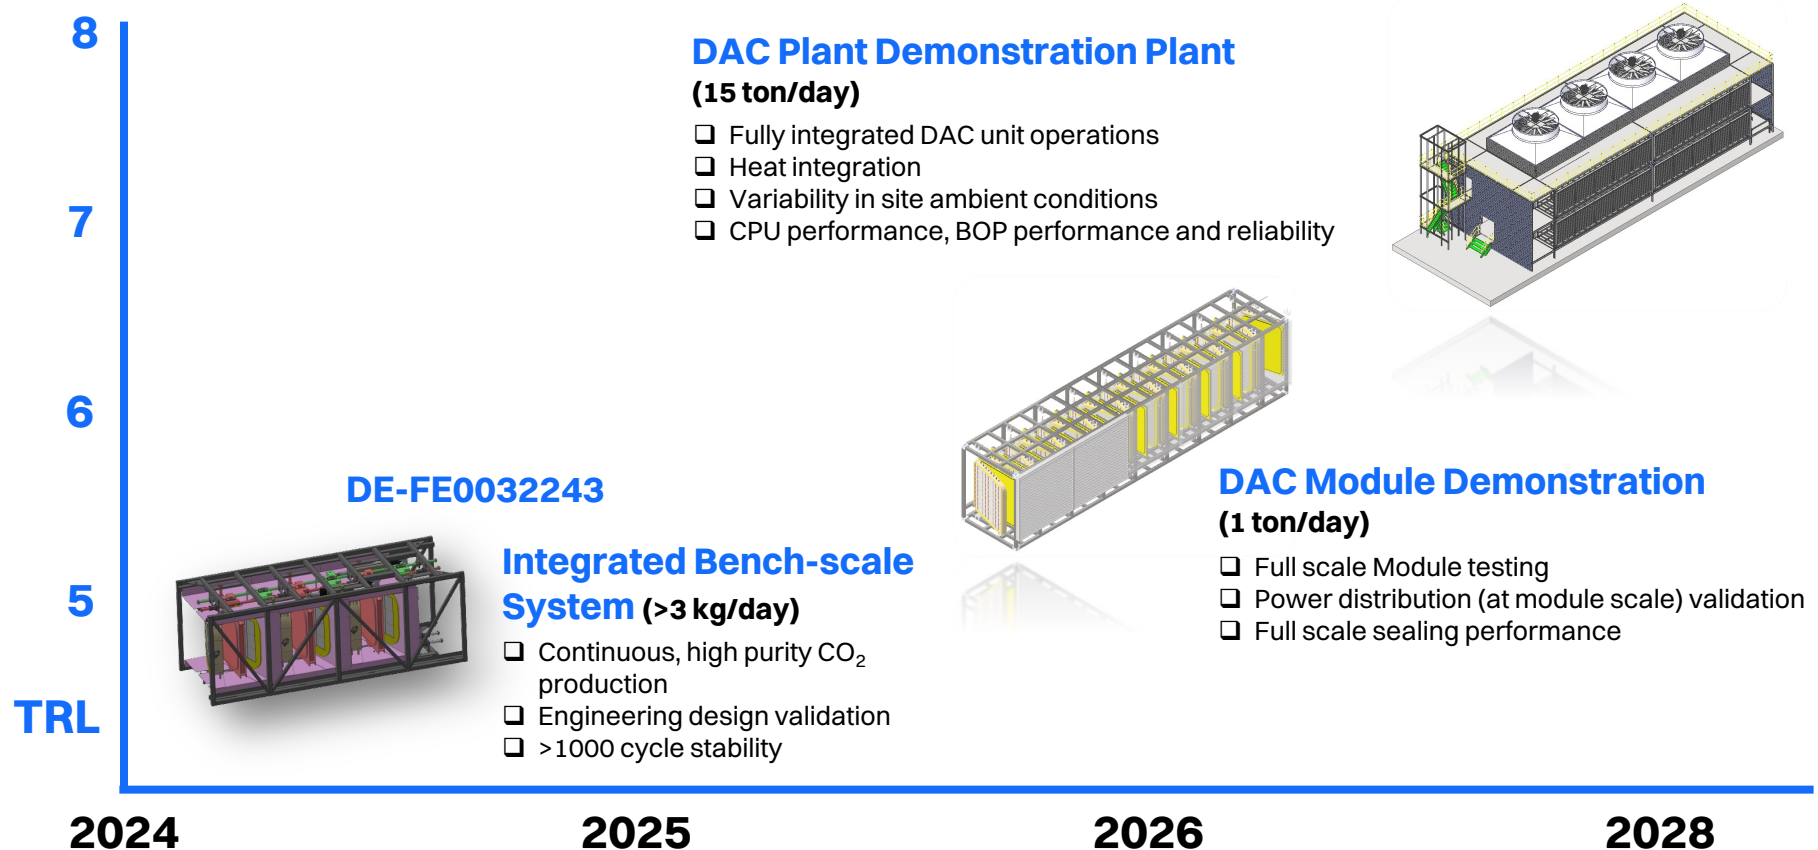 8
7
6
5
TRL
DAC Plant Demonstration Plant
(15 ton/day)
❑ Fully integrated DAC unit operations
❑ Heat integration
❑ Variability in site ambient conditions
❑ CPU performance, BOP performance and reliability
DE-FE0032243
Integrated Bench-scale
System (>3 kg/day)
❑ Continuous, high purity CO₂
production
❑ Engineering design validation
❑ >1000 cycle stability
DAC Module Demonstration
(1 ton/day)
❑ Full scale Module testing
❑ Power distribution (at module scale) validation
❑ Full scale sealing performance
2024
2025
2026
2028